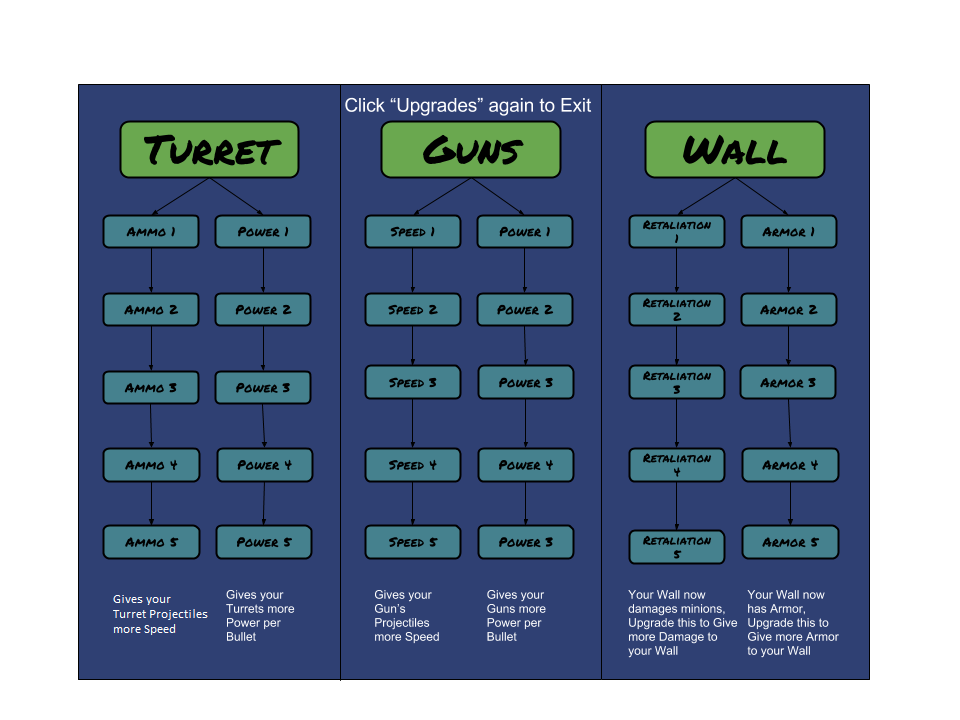 Click “Upgrades” again to Exit
Turret
Guns
Wall
Ammo 1
Power 1
Speed 1
Power 1
Retaliation
1
Armor 1
Ammo 2
Power 2
Speed 2
Power 2
Retaliation
2
Armor 2
Ammo 3
Power 3
Speed 3
Power 3
Retaliation
3
Armor 3
Ammo 4
Power 4
Speed 4
Power 4
Retaliation
4
Armor 4
Ammo 5
Power 5
Speed 5
Power 3
Retaliation
5
Armor 5
Gives your
Turret Projectiles
more Speed
Gives your
Turrets more
Power per
Bullet
Gives your
Gun’s
Projectiles
more Speed
Gives your
Guns more
Power per
Bullet
Your Wall now
damages minions,
Upgrade this to Give
more Damage to
your Wall
Your Wall now
has Armor,
Upgrade this to
Give more Armor
to your Wall